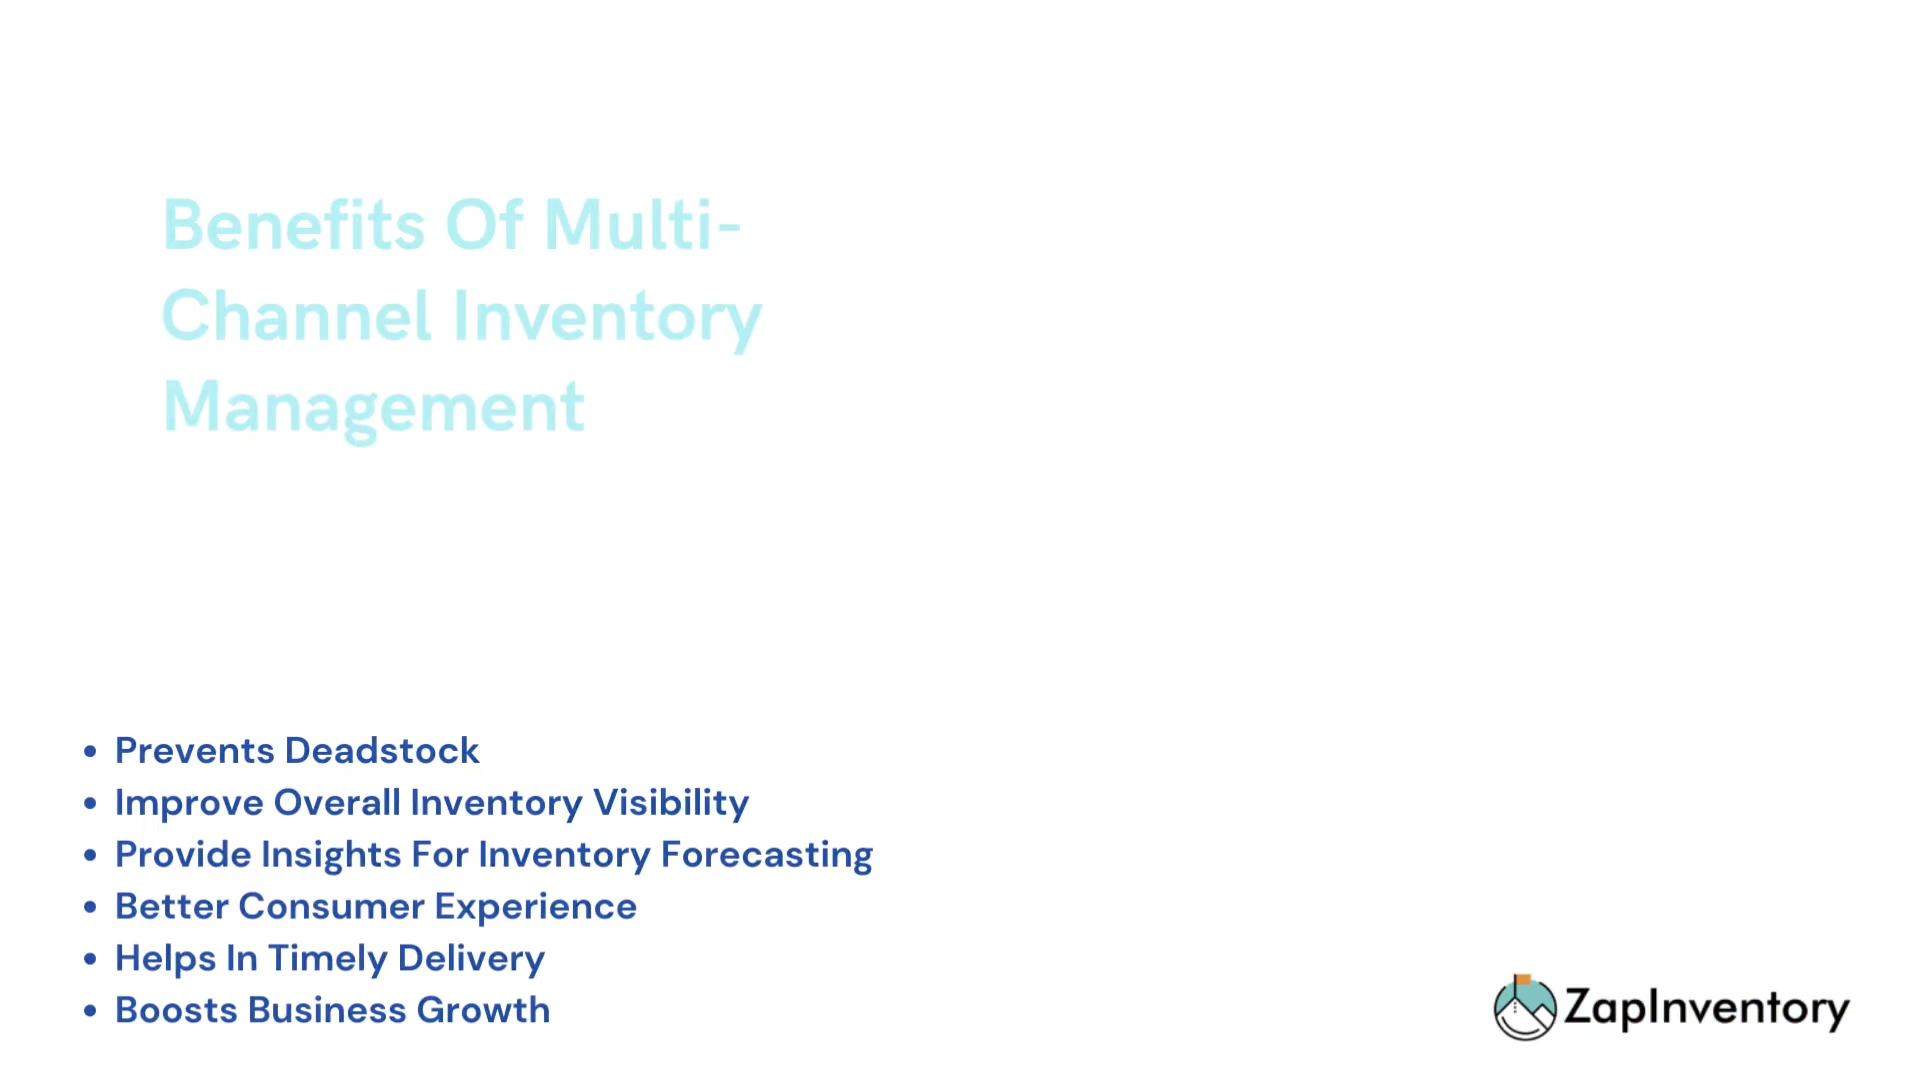 Benefits Of Multi-
Channel Inventory
Management
• Prevents Deadstock
• Improve Overall Inventory Visibility
• Provide Insights For Inventory Forecasting
• Better Consumer Experience
• Helps In Timely Delivery
• Boosts Business Growth
ZapInventory